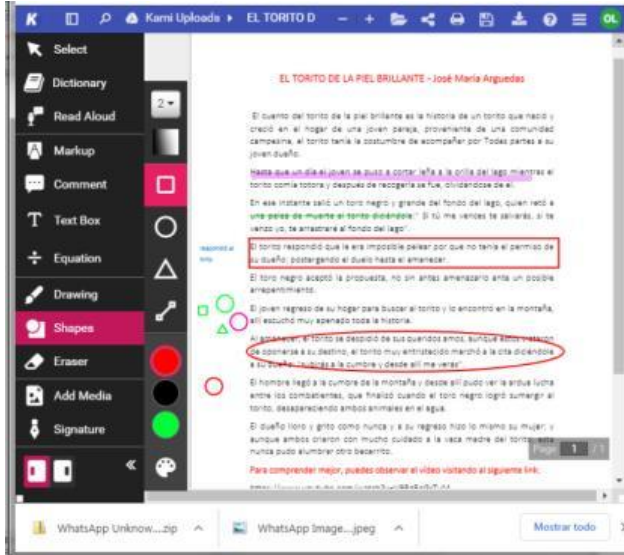 K
Kami Uploads
EL TORITO D
OL
Select
Dictionary
Read Aloud
Markup
Comment
Text Box
Equation
Drawing
Shapes
Eraser
Add Media
Signature
2
EL TORITO DE LA PIEL BRILLANTE - José María Arguedas
El cuento del torito de la piel brillante es la historia de un torito que nació y
creció en el hogar de una joven pareja, proveniente de una comunidad
campesina, el torito tenía la costumbre de acompañar por Todas partes a su
joven dueño.
Hasta que un día el joven se puso a cortar leña a la orilla del lago mientras el
torito comía totora y después de recogerla se fue, olvidándose de él.
En ese instante salió un toro negro y grande del fondo del lago, quien retó a
una pelea de muerte al torito diciéndole:" Si tú me vences te salvarás, si te
venzo yo, te arrastraré al fondo del lago".
El torito respondió que le era imposible pelear por que no tenía el permiso de
su dueño; postergando el duelo hasta el amanecer.
El toro negro aceptó la propuesta, no sin antes amenazarlo ante un posible
arrepentimiento.
El joven regreso de su hogar para buscar al torito y lo encontró en la montaña,
allí escuchó muy apenado toda la historia.
Al amanecer, el torito se despidió de sus queridos amos, aunque estos trataron
de oponerse a su destino, el torito muy entristecido marchó a la cita diciéndole
a su dueño: "subirás a la cumbre y desde allí me verás".
El hombre llegó a la cumbre de la montaña y desde allí pudo ver la ardua lucha
entre los combatientes, que finalizó cuando el toro negro logró sumergir al
torito, desapareciendo ambos animales en el agua.
El dueño lloro y grito como nunca y a su regreso hizo lo mismo su mujer, y
aunque ambos criaron con mucho cuidado a la vaca madre del torito, esta
nunca pudo alumbrar otro becerrito.
Page 1 / 1
Para comprender mejor, puedes observar el vídeo visitando al siguiente link:
WhatsApp Unknow....zip
WhatsApp Image....jpeg
Mostrar todo